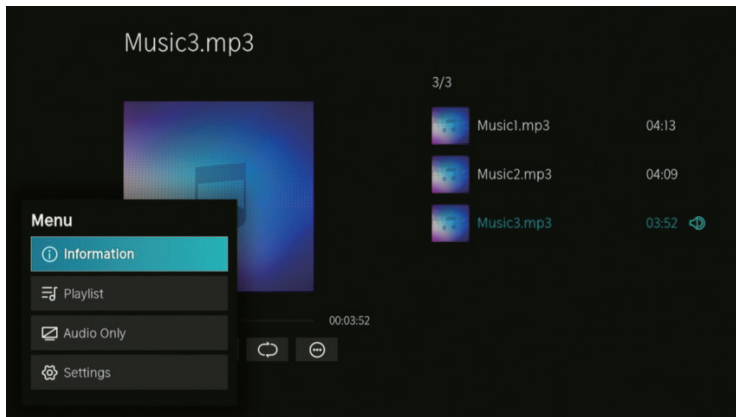 Music3.mp3
3/3
Music1.mp3 04:13
Music2.mp3 04:09
Music3.mp3 03:52
Menu
Information
Playlist
Audio Only
Settings
00:03:52